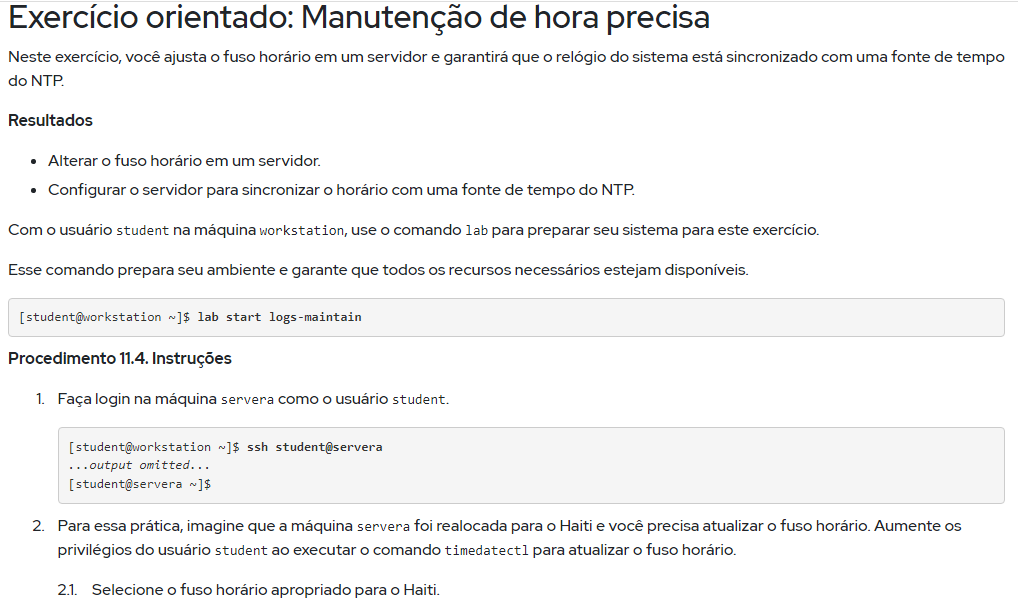 Exercício orientado: Manutenção de hora precisa
Neste exercício, você ajusta o fuso horário em um servidor e garantirá que o relógio do sistema está sincronizado com uma fonte de tempo
do NTP.
Resultados
• Alterar o fuso horário em um servidor.
• Configurar o servidor para sincronizar o horário com uma fonte de tempo do NTP.
Com o usuário student na máquina workstation, use o comando lab para preparar seu sistema para este exercício.
Esse comando prepara seu ambiente e garante que todos os recursos necessários estejam disponíveis.
[student@workstation ~]$ lab start logs-maintain
Procedimento 11.4. Instruções
1. Faça login na máquina servera como o usuário student.
[student@workstation ~]$ ssh student@servera
...output omitted...
[student@servera ~]$
2. Para essa prática, imagine que a máquina servera foi realocada para o Haiti e você precisa atualizar o fuso horário. Aumente os
privilégios do usuário student ao executar o comando timedatectl para atualizar o fuso horário.
2.1. Selecione o fuso horário apropriado para o Haiti.